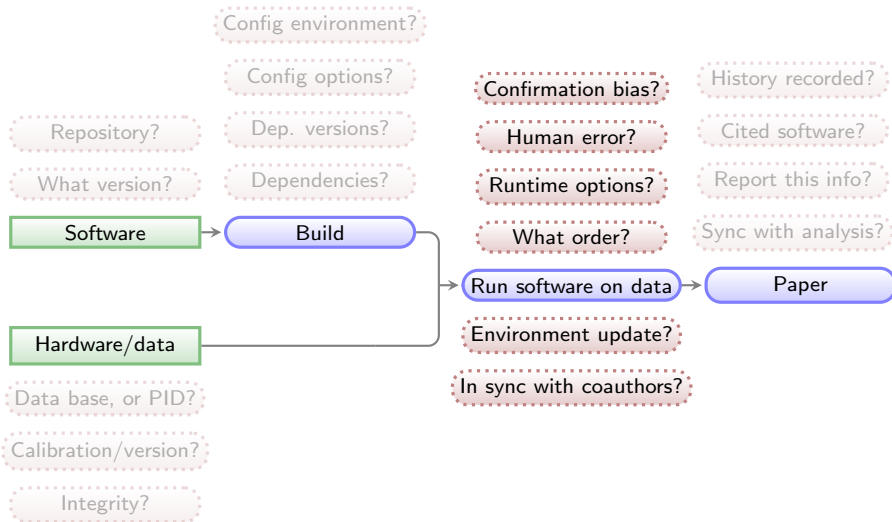 Config environment?
Config options?
Dep. versions?
Dependencies?
Repository?
What version?
Software
Build
Confirmation bias?
Human error?
Runtime options?
What order?
Run software on data
Environment update?
In sync with coauthors?
History recorded?
Cited software?
Report this info?
Sync with analysis?
Paper
Hardware/data
Data base, or PID?
Calibration/version?
Integrity?